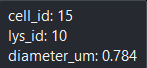 cell_id: 15
lys_id: 10
diameter_um: 0.784